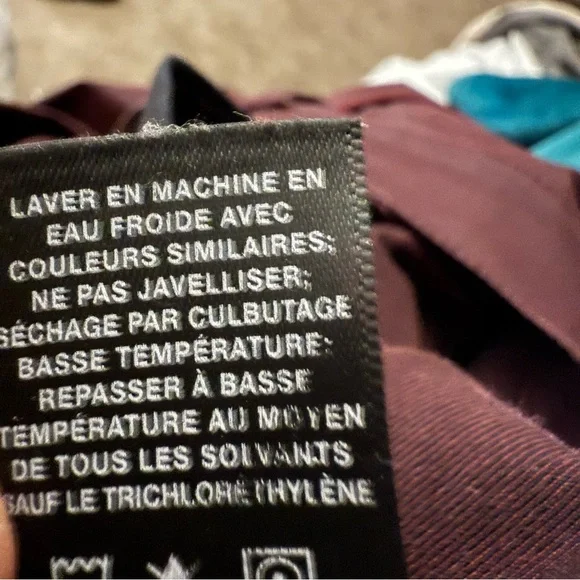 LAVER EN MACHINE EN
EAU FROIDE AVEC
COULEURS SIMILAIRES;
NE PAS JAVELLISER;
SÉCHAGE PAR CULBUTAGE
BASSE TEMPÉRATURE;
REPASSER À BASSE
TEMPÉRATURE AU MOYEN
DE TOUS LES SOLVANTS
SAUF LE TRICHLORÉTHYLÈNE